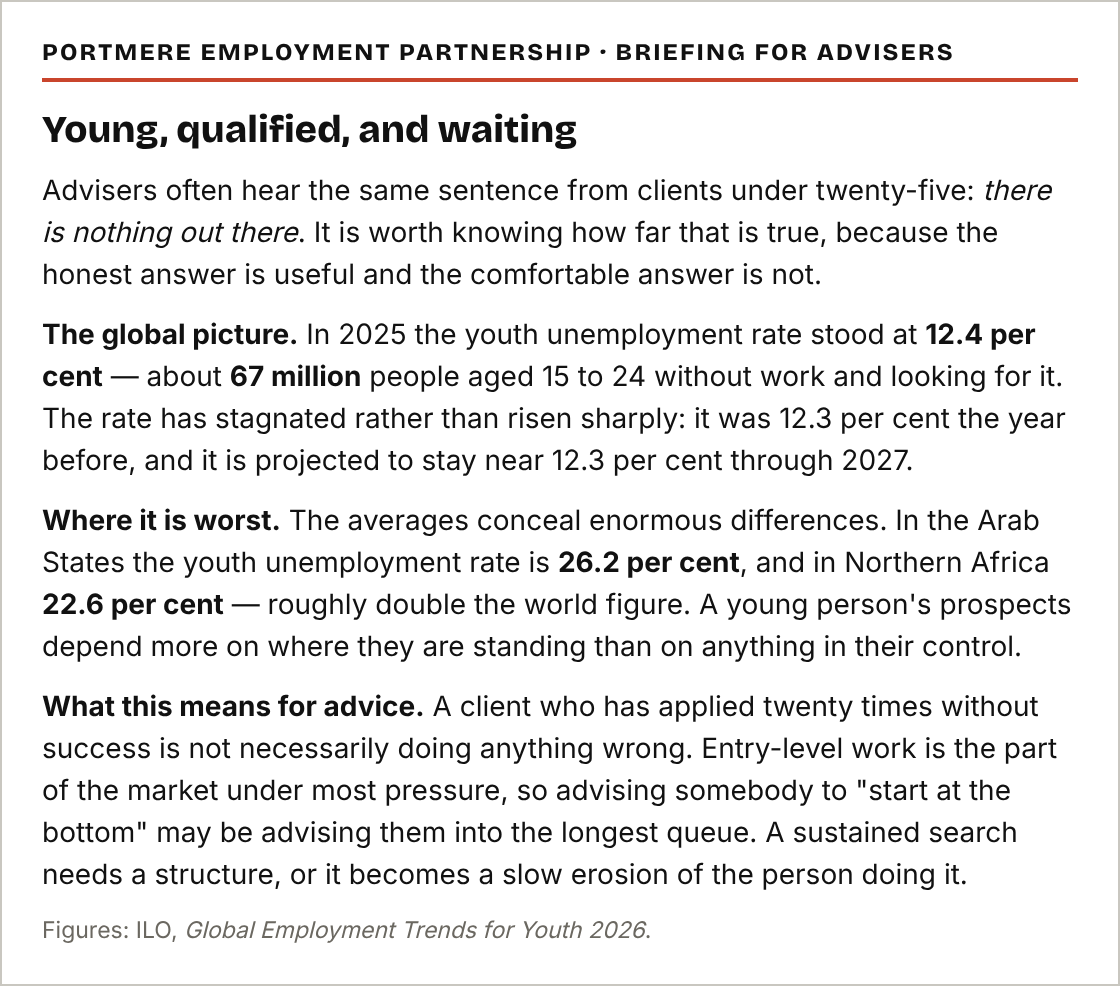 PORTMERE EMPLOYMENT PARTNERSHIP · BRIEFING FOR ADVISERS
Young, qualified, and waiting
Advisers often hear the same sentence from clients under twenty-five: there
is nothing out there. It is worth knowing how far that is true, because the
honest answer is useful and the comfortable answer is not.
The global picture. In 2025 the youth unemployment rate stood at 12.4 per
cent — about 67 million people aged 15 to 24 without work and looking for it.
The rate has stagnated rather than risen sharply: it was 12.3 per cent the year
before, and it is projected to stay near 12.3 per cent through 2027.
Where it is worst. The averages conceal enormous differences. In the Arab
States the youth unemployment rate is 26.2 per cent, and in Northern Africa
22.6 per cent — roughly double the world figure. A young person's prospects
depend more on where they are standing than on anything in their control.
What this means for advice. A client who has applied twenty times without
success is not necessarily doing anything wrong. Entry-level work is the part
of the market under most pressure, so advising somebody to "start at the
bottom" may be advising them into the longest queue. A sustained search
needs a structure, or it becomes a slow erosion of the person doing it.
Figures: ILO, Global Employment Trends for Youth 2026.